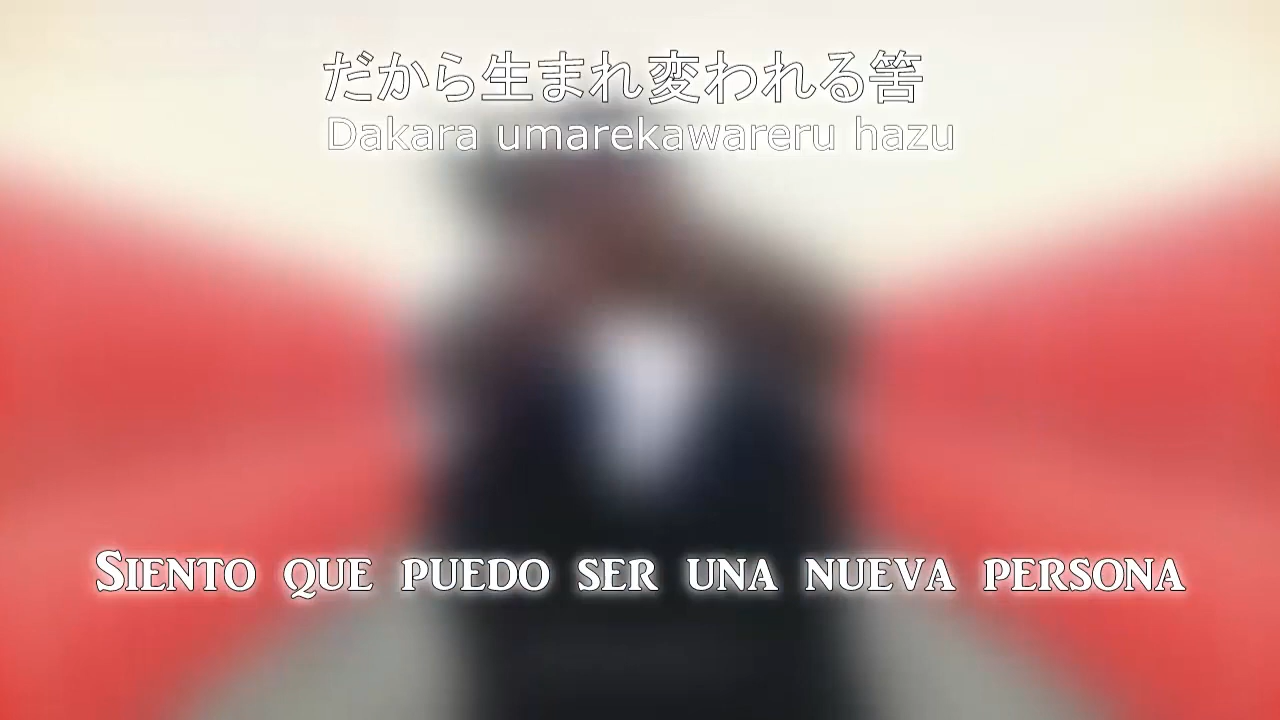 だから生まれ変われる筈
Dakara umarekawareru hazu
Siento que puedo ser una nueva persona